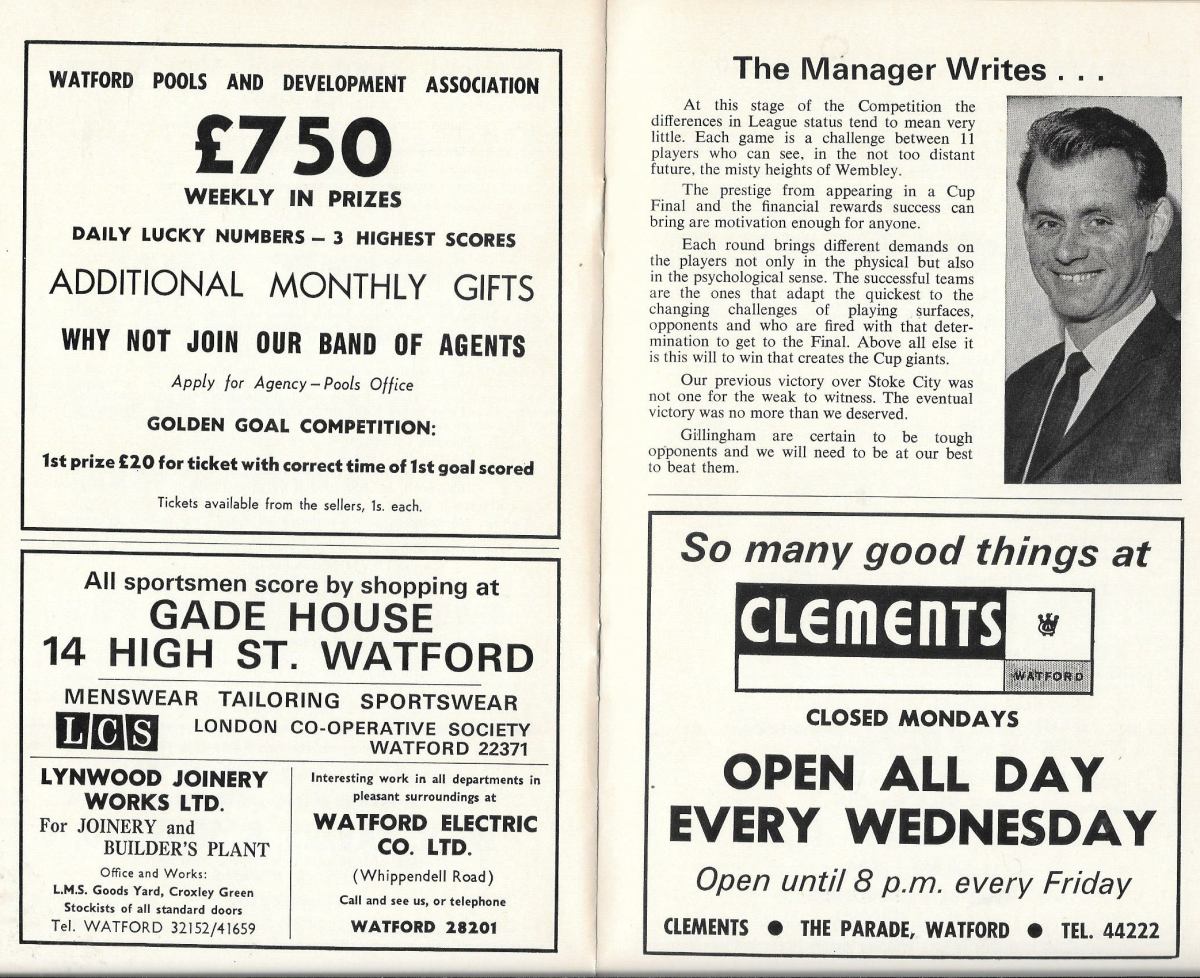 WATFORD POOLS AND DEVELOPMENT ASSOCIATION
£750
WEEKLY IN PRIZES
DAILY LUCKY NUMBERS – 3 HIGHEST SCORES
ADDITIONAL MONTHLY GIFTS
WHY NOT JOIN OUR BAND OF AGENTS
Apply for Agency – Pools Office
GOLDEN GOAL COMPETITION:
1st prize £20 for ticket with correct time of 1st goal scored
Tickets available from the sellers, 1s. each.
All sportsmen score by shopping at
GADE HOUSE
14 HIGH ST. WATFORD
MENSWEAR TAILORING SPORTSWEAR
LCS
LONDON CO-OPERATIVE SOCIETY
WATFORD 22371
LYNWOOD JOINERY
WORKS LTD.
For JOINERY and
BUILDER'S PLANT
Office and Works:
L.M.S. Goods Yard, Croxley Green
Stockists of all standard doors
Tel. WATFORD 32152/41659
Interesting work in all departments in
pleasant surroundings at
WATFORD ELECTRIC
CO. LTD.
(Whippendell Road)
Call and see us, or telephone
WATFORD 28201
The Manager Writes . . .
At this stage of the Competition the
differences in League status tend to mean very
little. Each game is a challenge between 11
players who can see, in the not too distant
future, the misty heights of Wembley.
The prestige from appearing in a Cup
Final and the financial rewards success can
bring are motivation enough for anyone.
Each round brings different demands on
the players not only in the physical but also
in the psychological sense. The successful teams
are the ones that adapt the quickest to the
changing challenges of playing surfaces,
opponents and who are fired with that deter-
mination to get to the Final. Above all else it
is this will to win that creates the Cup giants.
Our previous victory over Stoke City was
not one for the weak to witness. The eventual
victory was no more than we deserved.
Gillingham are certain to be tough
opponents and we will need to be at our best
to beat them.
So many good things at
CLEMENTS
WATFORD
CLOSED MONDAYS
OPEN ALL DAY
EVERY WEDNESDAY
Open until 8 p.m. every Friday
CLEMENTS ● THE PARADE, WATFORD ● TEL. 44222